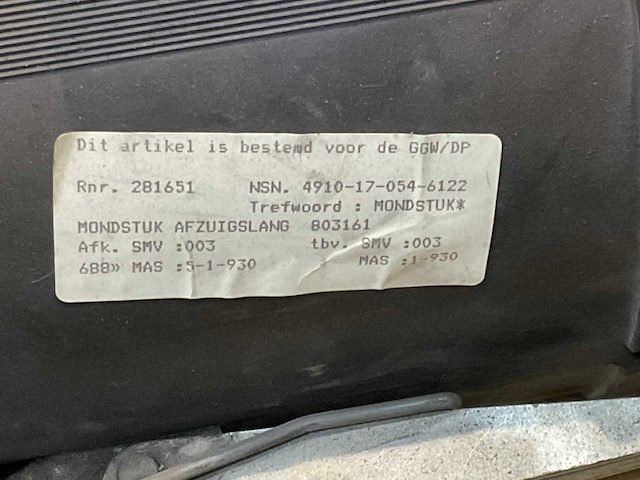 Dit artikel is bestemd voor de GGW/DP
Rnr. 281651 NSN. 4910-17-054-6122
Trefwoord : MONDSTUK*
MONDSTUK AFZUIGSLANG 803161
Afk. SMV :003 tbv. SMV :003
688» MAS :5-1-930 MAS :1-930